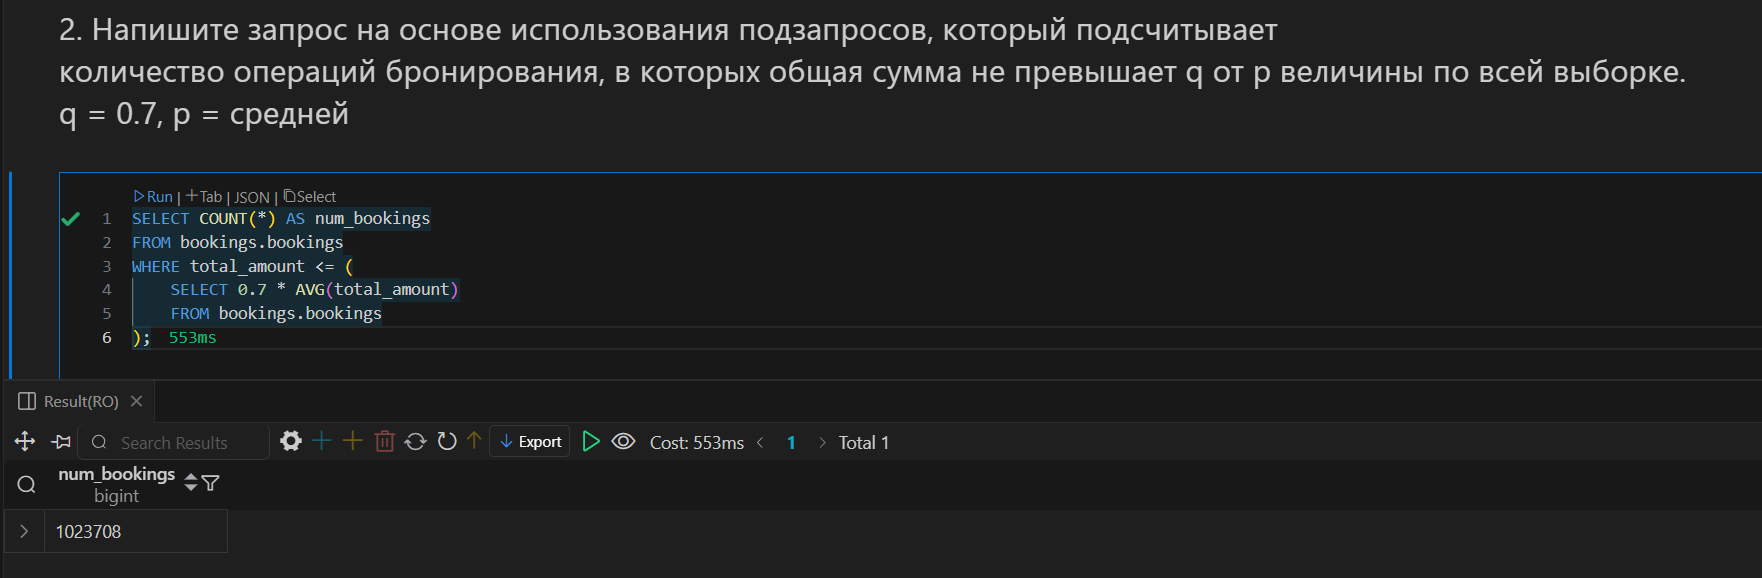 2. Напишите запрос на основе использования подзапросов, который подсчитывает
количество операций бронирования, в которых общая сумма не превышает q от p величины по всей выборке.
q = 0.7, p = средней
Run | Tab | JSON | Select
1 SELECT COUNT(*) AS num_bookings
2 FROM bookings.bookings
3 WHERE total_amount <= (
4 SELECT 0.7 * AVG(total_amount)
5 FROM bookings.bookings
6 ); 553ms
Result(RO)
Search Results Export Cost: 553ms < 1 > Total 1
num_bookings
bigint
1023708